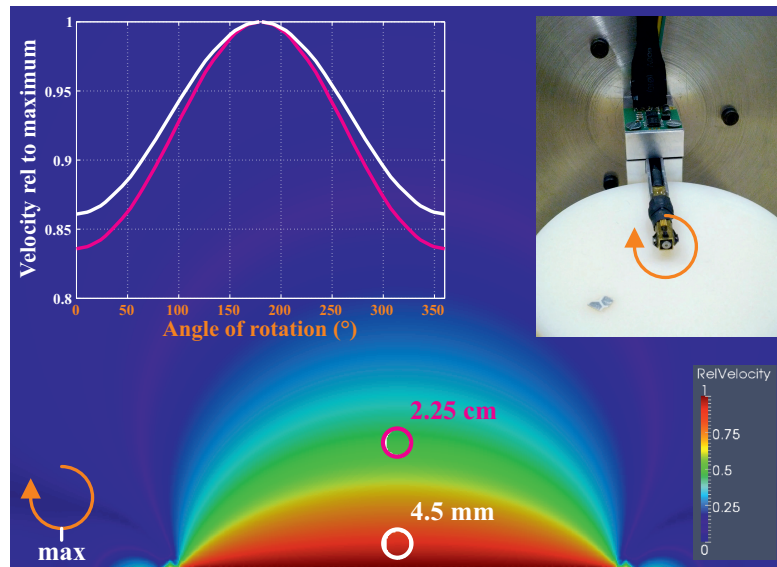 1
0.95
0.9
0.85
0.8
Velocity rel to maximum
0 50 100 150 200 250 300 350
Angle of rotation (°)
2.25 cm
4.5 mm
max
RelVelocity
1
0.75
0.5
0.25
0